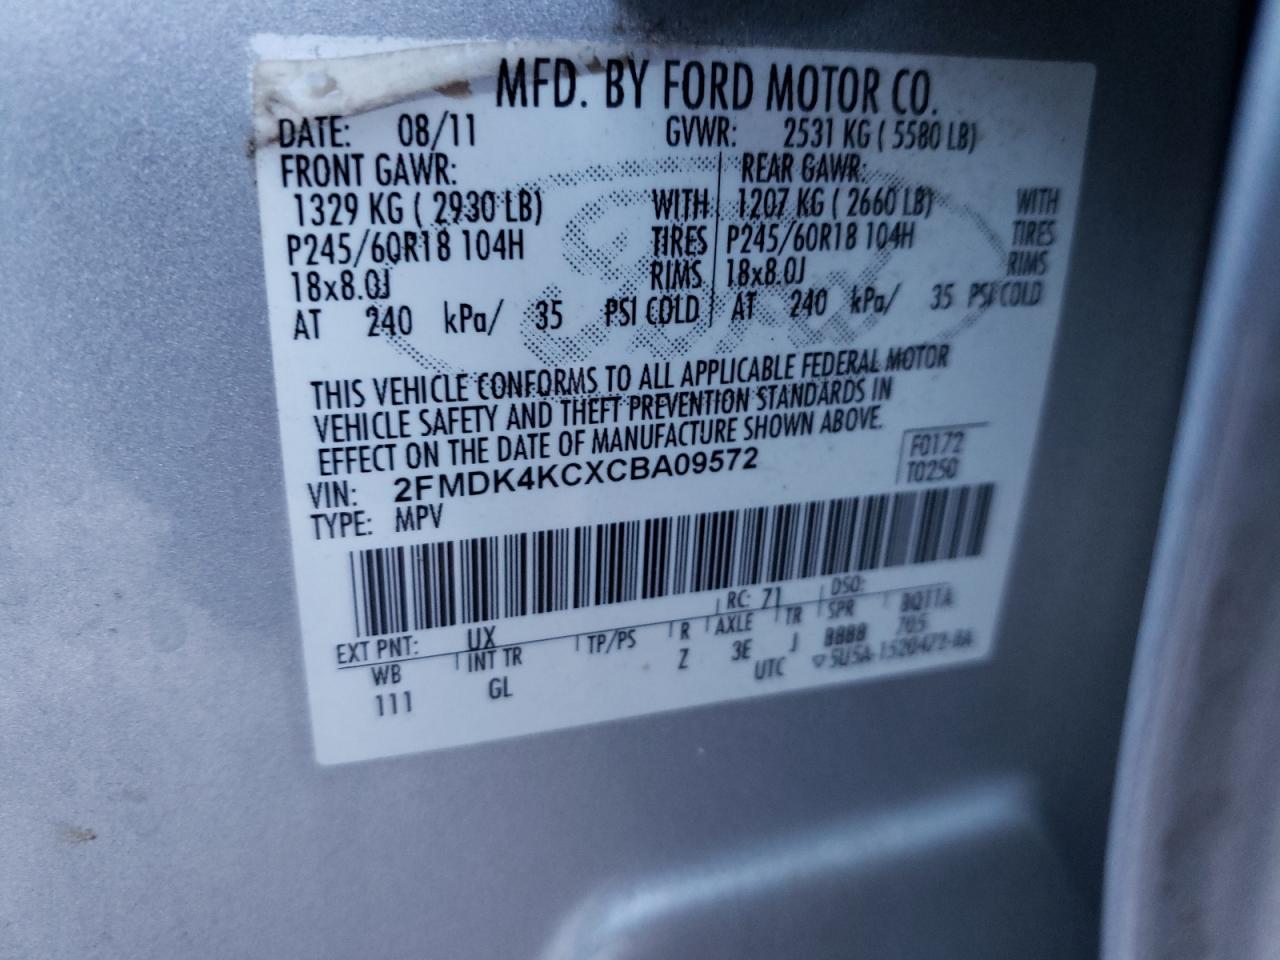 MFD. BY FORD MOTOR CO.
DATE: 08/11 GVWR: 2531 KG ( 5580 LB)
FRONT GAWR: REAR GAWR:
1329 KG ( 2930 LB) WITH 1207 KG ( 2660 LB) WITH
P245/60R18 104H TIRES P245/60R18 104H TIRES
18x8.0J RIMS 18x8.0J RIMS
AT 240 kPa/ 35 PSI COLD AT 240 kPa/ 35 PSI COLD
THIS VEHICLE CONFORMS TO ALL APPLICABLE FEDERAL MOTOR
VEHICLE SAFETY AND THEFT PREVENTION STANDARDS IN
EFFECT ON THE DATE OF MANUFACTURE SHOWN ABOVE.
F0172
VIN: 2FMDK4KCXCBA09572 T0250
TYPE: MPV
EXT PNT: UX RC: 71 DSO:
WB INT TR TP/PS R AXLE TR SPR
111 GL Z 3E J 8888
UTC